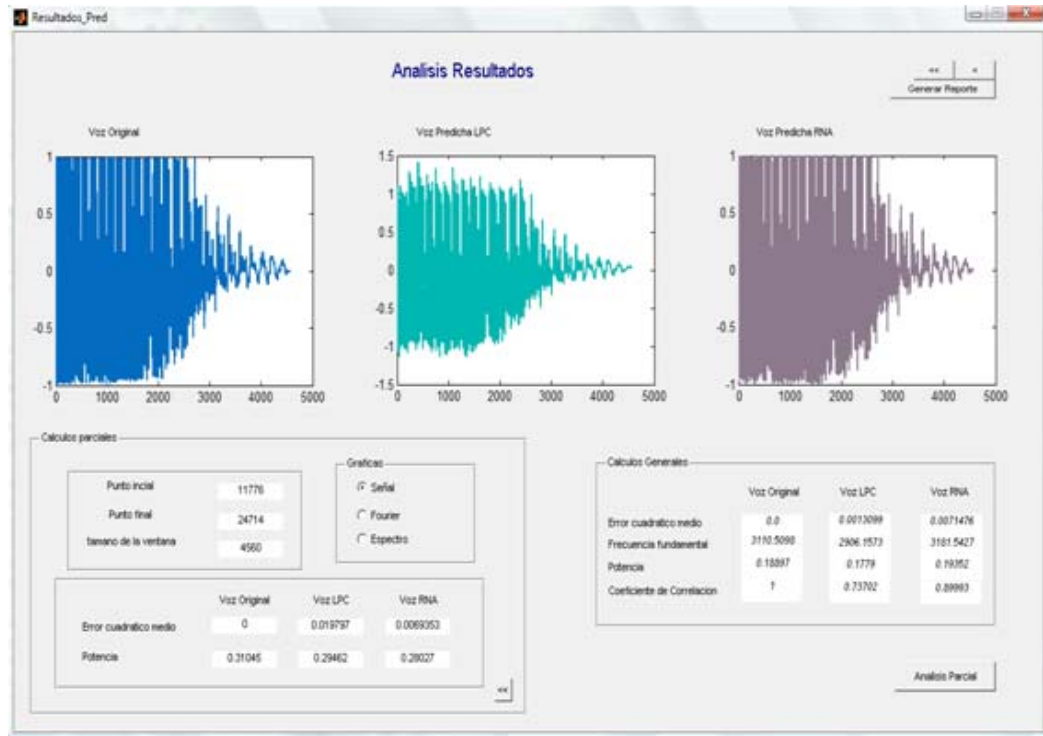 Resultados_Pred
Analisis Resultados
<< <
Generar Reporte
Voz Original
Voz Predicha LPC
Voz Predicha RNA
1
0.5
0
-0.5
-1
0 1000 2000 3000 4000 5000
1.5
1
0.5
0
-0.5
-1
-1.5
0 1000 2000 3000 4000 5000
1
0.5
0
-0.5
-1
0 1000 2000 3000 4000 5000
Calculos parciales
Punto incial 11776
Punto final 24714
tamano de la ventana 4560
Graficas
Señal
Fourier
Espectro
Voz Original Voz LPC Voz RNA
Error cuadratico medio 0 0.019797 0.0069353
Potencia 0.31045 0.29462 0.28027
<<
Calculos Generales
Voz Original Voz LPC Voz RNA
Error cuadratico medio 0.0 0.0013099 0.0071476
Frecuencia fundamental 3110.5098 2906.1573 3181.5427
Potencia 0.18897 0.1779 0.19352
Coeficiente de Correlacion 1 0.73702 0.89993
Analisis Parcial